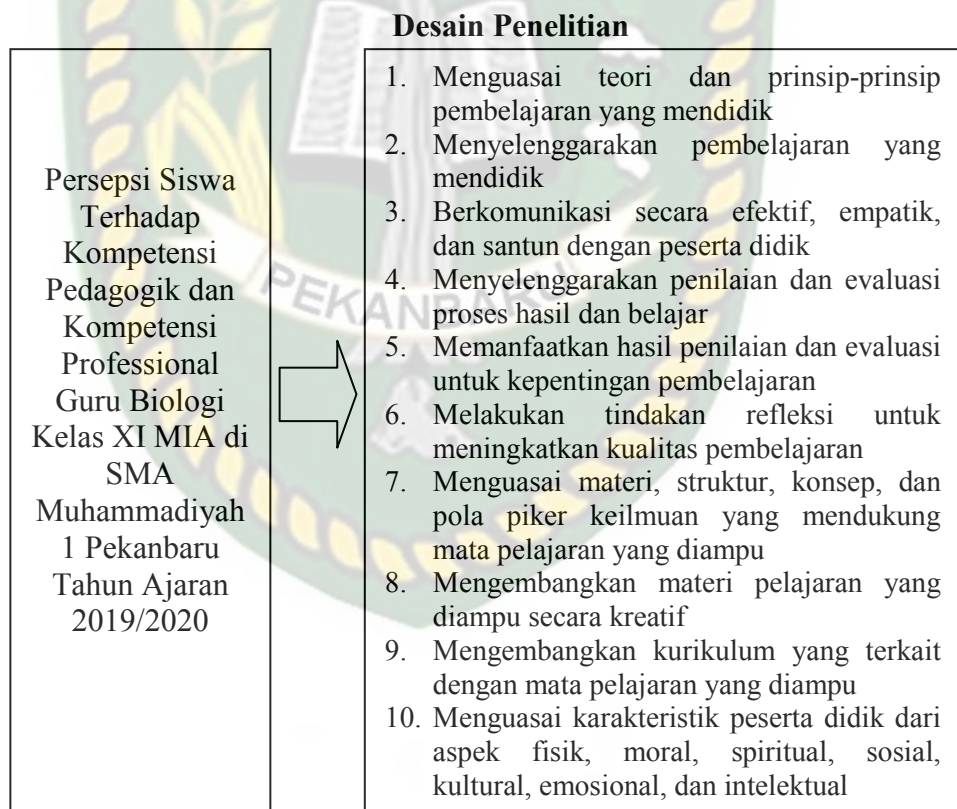 Desain Penelitian
Persepsi Siswa
Terhadap
Kompetensi
Pedagogik dan
Kompetensi
Professional
Guru Biologi
Kelas XI MIA di
SMA
Muhammadiyah
1 Pekanbaru
Tahun Ajaran
2019/2020
1. Menguasai teori dan prinsip-prinsip
pembelajaran yang mendidik
2. Menyelenggarakan pembelajaran yang
mendidik
3. Berkomunikasi secara efektif, empatik,
dan santun dengan peserta didik
4. Menyelenggarakan penilaian dan evaluasi
proses hasil dan belajar
5. Memanfaatkan hasil penilaian dan evaluasi
untuk kepentingan pembelajaran
6. Melakukan tindakan refleksi untuk
meningkatkan kualitas pembelajaran
7. Menguasai materi, struktur, konsep, dan
pola piker keilmuan yang mendukung
mata pelajaran yang diampu
8. Mengembangkan materi pelajaran yang
diampu secara kreatif
9. Mengembangkan kurikulum yang terkait
dengan mata pelajaran yang diampu
10. Menguasai karakteristik peserta didik dari
aspek fisik, moral, spiritual, sosial,
kultural, emosional, dan intelektual
PEKANBARU